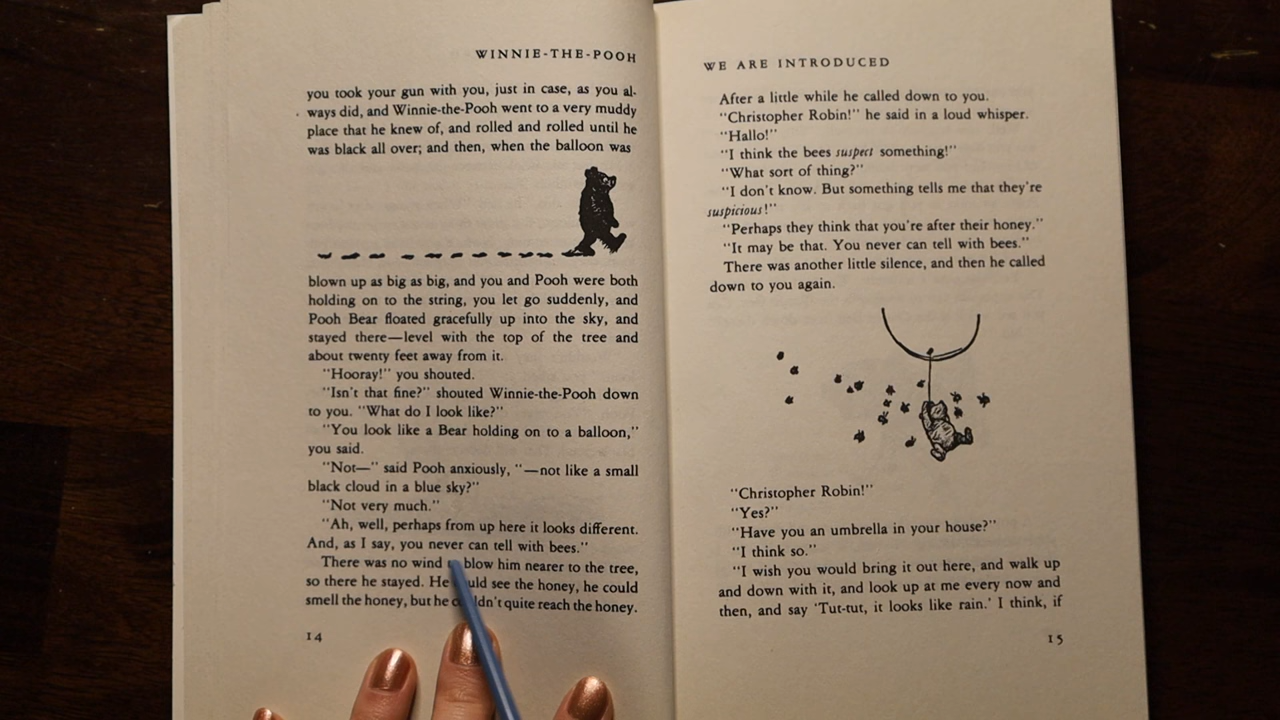 WINNIE-THE-POOH
you took your gun with you, just in case, as you al-
ways did, and Winnie-the-Pooh went to a very muddy
place that he knew of, and rolled and rolled until he
was black all over; and then, when the balloon was
blown up as big as big, and you and Pooh were both
holding on to the string, you let go suddenly, and
Pooh Bear floated gracefully up into the sky, and
stayed there—level with the top of the tree and
about twenty feet away from it.
"Hooray!" you shouted.
"Isn't that fine?" shouted Winnie-the-Pooh down
to you. "What do I look like?"
"You look like a Bear holding on to a balloon,"
you said.
"Not—" said Pooh anxiously, "—not like a small
black cloud in a blue sky?"
"Not very much."
"Ah, well, perhaps from up here it looks different.
And, as I say, you never can tell with bees."
There was no wind blow him nearer to the tree,
so there he stayed. He see the honey, he could
smell the honey, but he quite reach the honey.
14
WE ARE INTRODUCED
After a little while he called down to you.
"Christopher Robin!" he said in a loud whisper.
"Hallo!"
"I think the bees suspect something!"
"What sort of thing?"
"I don't know. But something tells me that they're
suspicious!"
"Perhaps they think that you're after their honey."
"It may be that. You never can tell with bees."
There was another little silence, and then he called
down to you again.
"Christopher Robin!"
"Yes?"
"Have you an umbrella in your house?"
"I think so."
"I wish you would bring it out here, and walk up
and down with it, and look up at me every now and
then, and say 'Tut-tut, it looks like rain.' I think, if
15